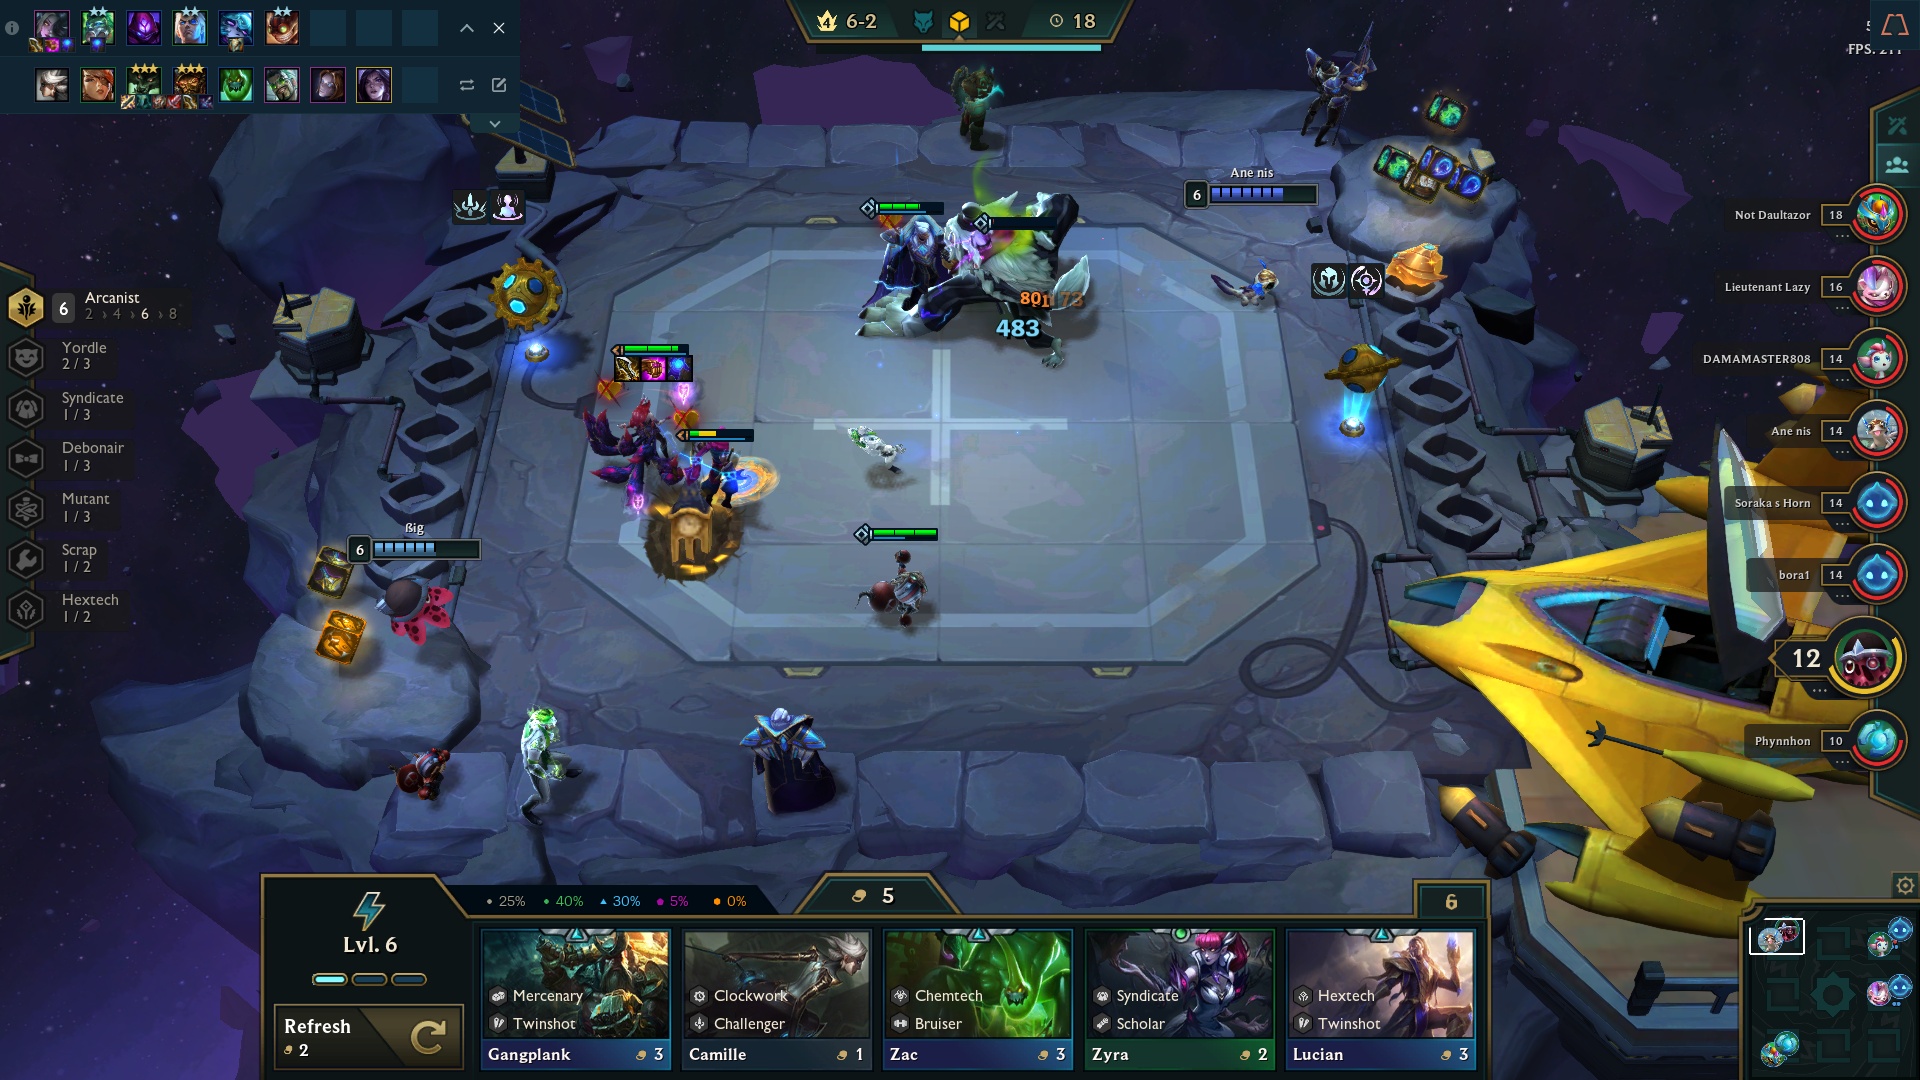 4 6-2 18
FPS: 211
Ane nis
6
Not Daultazor 18
Lieutenant Lazy 16
DAMAMASTER808 14
Ane nis 14
Soraka s Horn 14
bora1 14
12
Phynnhon 10
6 Arcanist
2 › 4 › 6 › 8
Yordle
2 / 3
Syndicate
1 / 3
Debonair
1 / 3
Mutant
1 / 3
Scrap
1 / 2
Hextech
1 / 2
483
ßig
6
Lvl. 6
25% 40% 30% 5% 0%
5
6
Refresh
2
Mercenary
Twinshot
Gangplank 3
Clockwork
Challenger
Camille 1
Chemtech
Bruiser
Zac 3
Syndicate
Scholar
Zyra 2
Hextech
Twinshot
Lucian 3